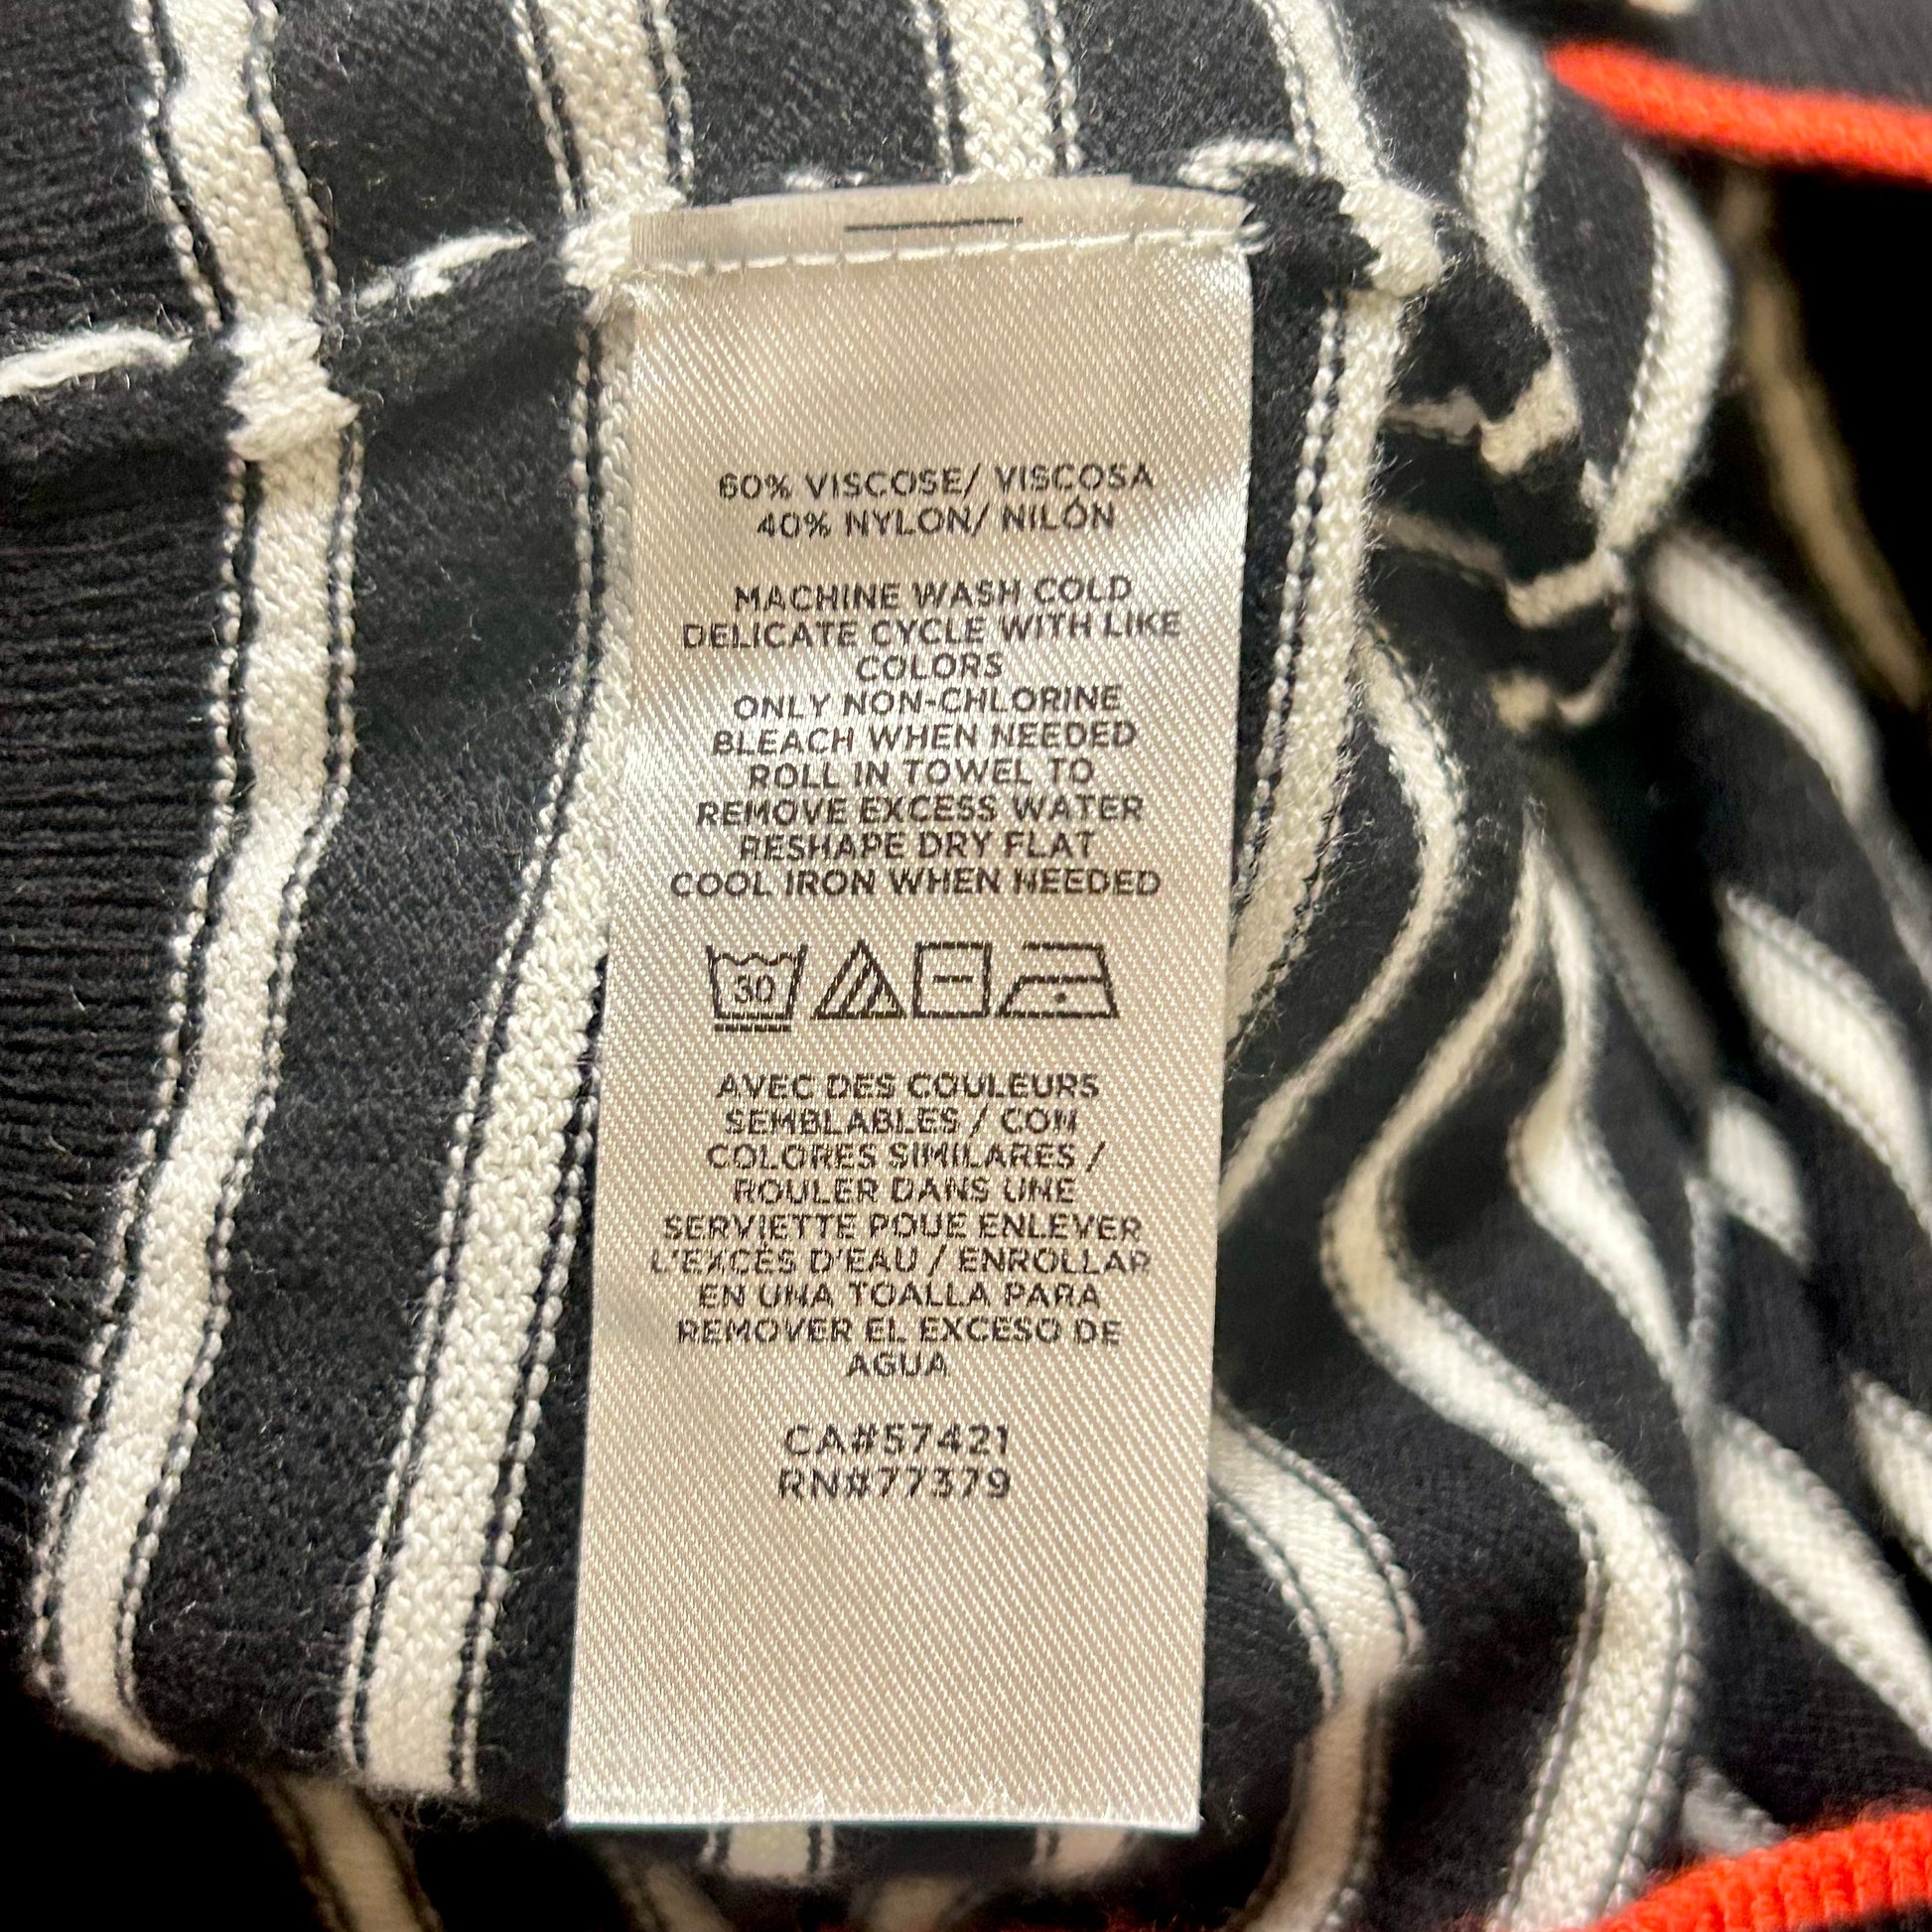 60% VISCOSE/ VISCOSA
40% NYLON/ NILÓN
MACHINE WASH COLD
DELICATE CYCLE WITH LIKE
COLORS
ONLY NON-CHLORINE
BLEACH WHEN NEEDED
ROLL IN TOWEL TO
REMOVE EXCESS WATER
RESHAPE DRY FLAT
COOL IRON WHEN NEEDED
30
AVEC DES COULEURS
SEMBLABLES / CON
COLORES SIMILARES /
ROULER DANS UNE
SERVIETTE POUE ENLEVER
L'EXCÈS D'EAU / ENROLLAR
EN UNA TOALLA PARA
REMOVER EL EXCESO DE
AGUA
CA#57421
RN#77379